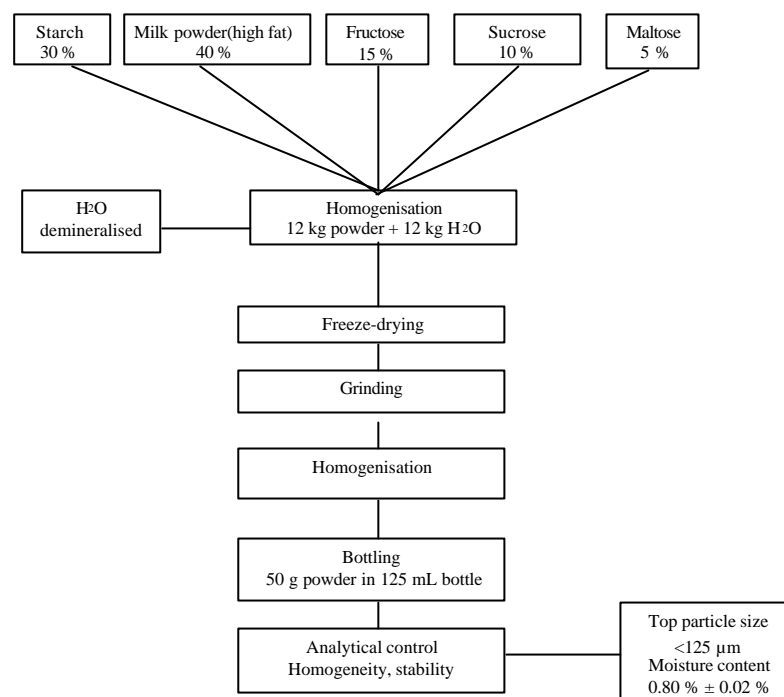 Starch
30 %
Milk powder(high fat)
40%
Fructose
15 %
Sucrose
10 %
Maltose
5 %
H2O
demineralised
Homogenisation
12 kg powder + 12 kg H2O
Freeze-drying
Grinding
Homogenisation
Bottling
50 g powder in 125 mL bottle
Analytical control
Homogeneity, stability
Top particle size
<125 µm
Moisture content
0.80 % ± 0.02 %